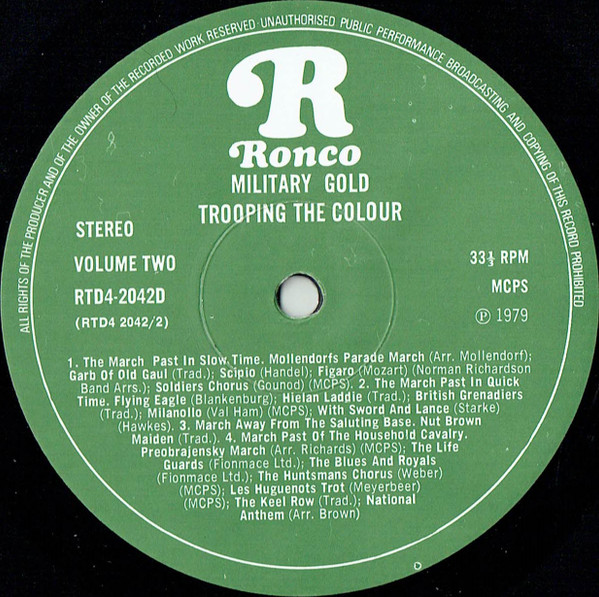 ALL RIGHTS OF THE PRODUCER AND OF THE OWNER OF THE RECORDED WORK RESERVED UNAUTHORISED PUBLIC PERFORMANCE BROADCASTING AND COPYING OF THIS RECORD PROHIBITED
R
Ronco
MILITARY GOLD
TROOPING THE COLOUR
STEREO
VOLUME TWO
RTD4-2042D
(RTD4 2042/2)
33⅓ RPM
MCPS
Ⓟ 1979
1. The March Past In Slow Time. Mollendorfs Parade March (Arr. Mollendorf);
Garb Of Old Gaul (Trad.); Scipio (Handel); Figaro (Mozart) (Norman Richardson
Band Arrs.); Soldiers Chorus (Gounod) (MCPS). 2. The March Past In Quick
Time. Flying Eagle (Blankenburg); Hielan Laddie (Trad.); British Grenadiers
(Trad.); Milanollo (Val Ham) (MCPS); With Sword And Lance (Starke)
(Hawkes). 3. March Away From The Saluting Base. Nut Brown
Maiden (Trad.). 4. March Past Of The Household Cavalry.
Preobrajensky March (Arr. Richards) (MCPS); The Life
Guards (Fionmace Ltd.); The Blues And Royals
(Fionmace Ltd.); The Huntsmans Chorus (Weber)
(MCPS); Les Huguenots Trot (Meyerbeer)
(MCPS); The Keel Row (Trad.); National
Anthem (Arr. Brown)